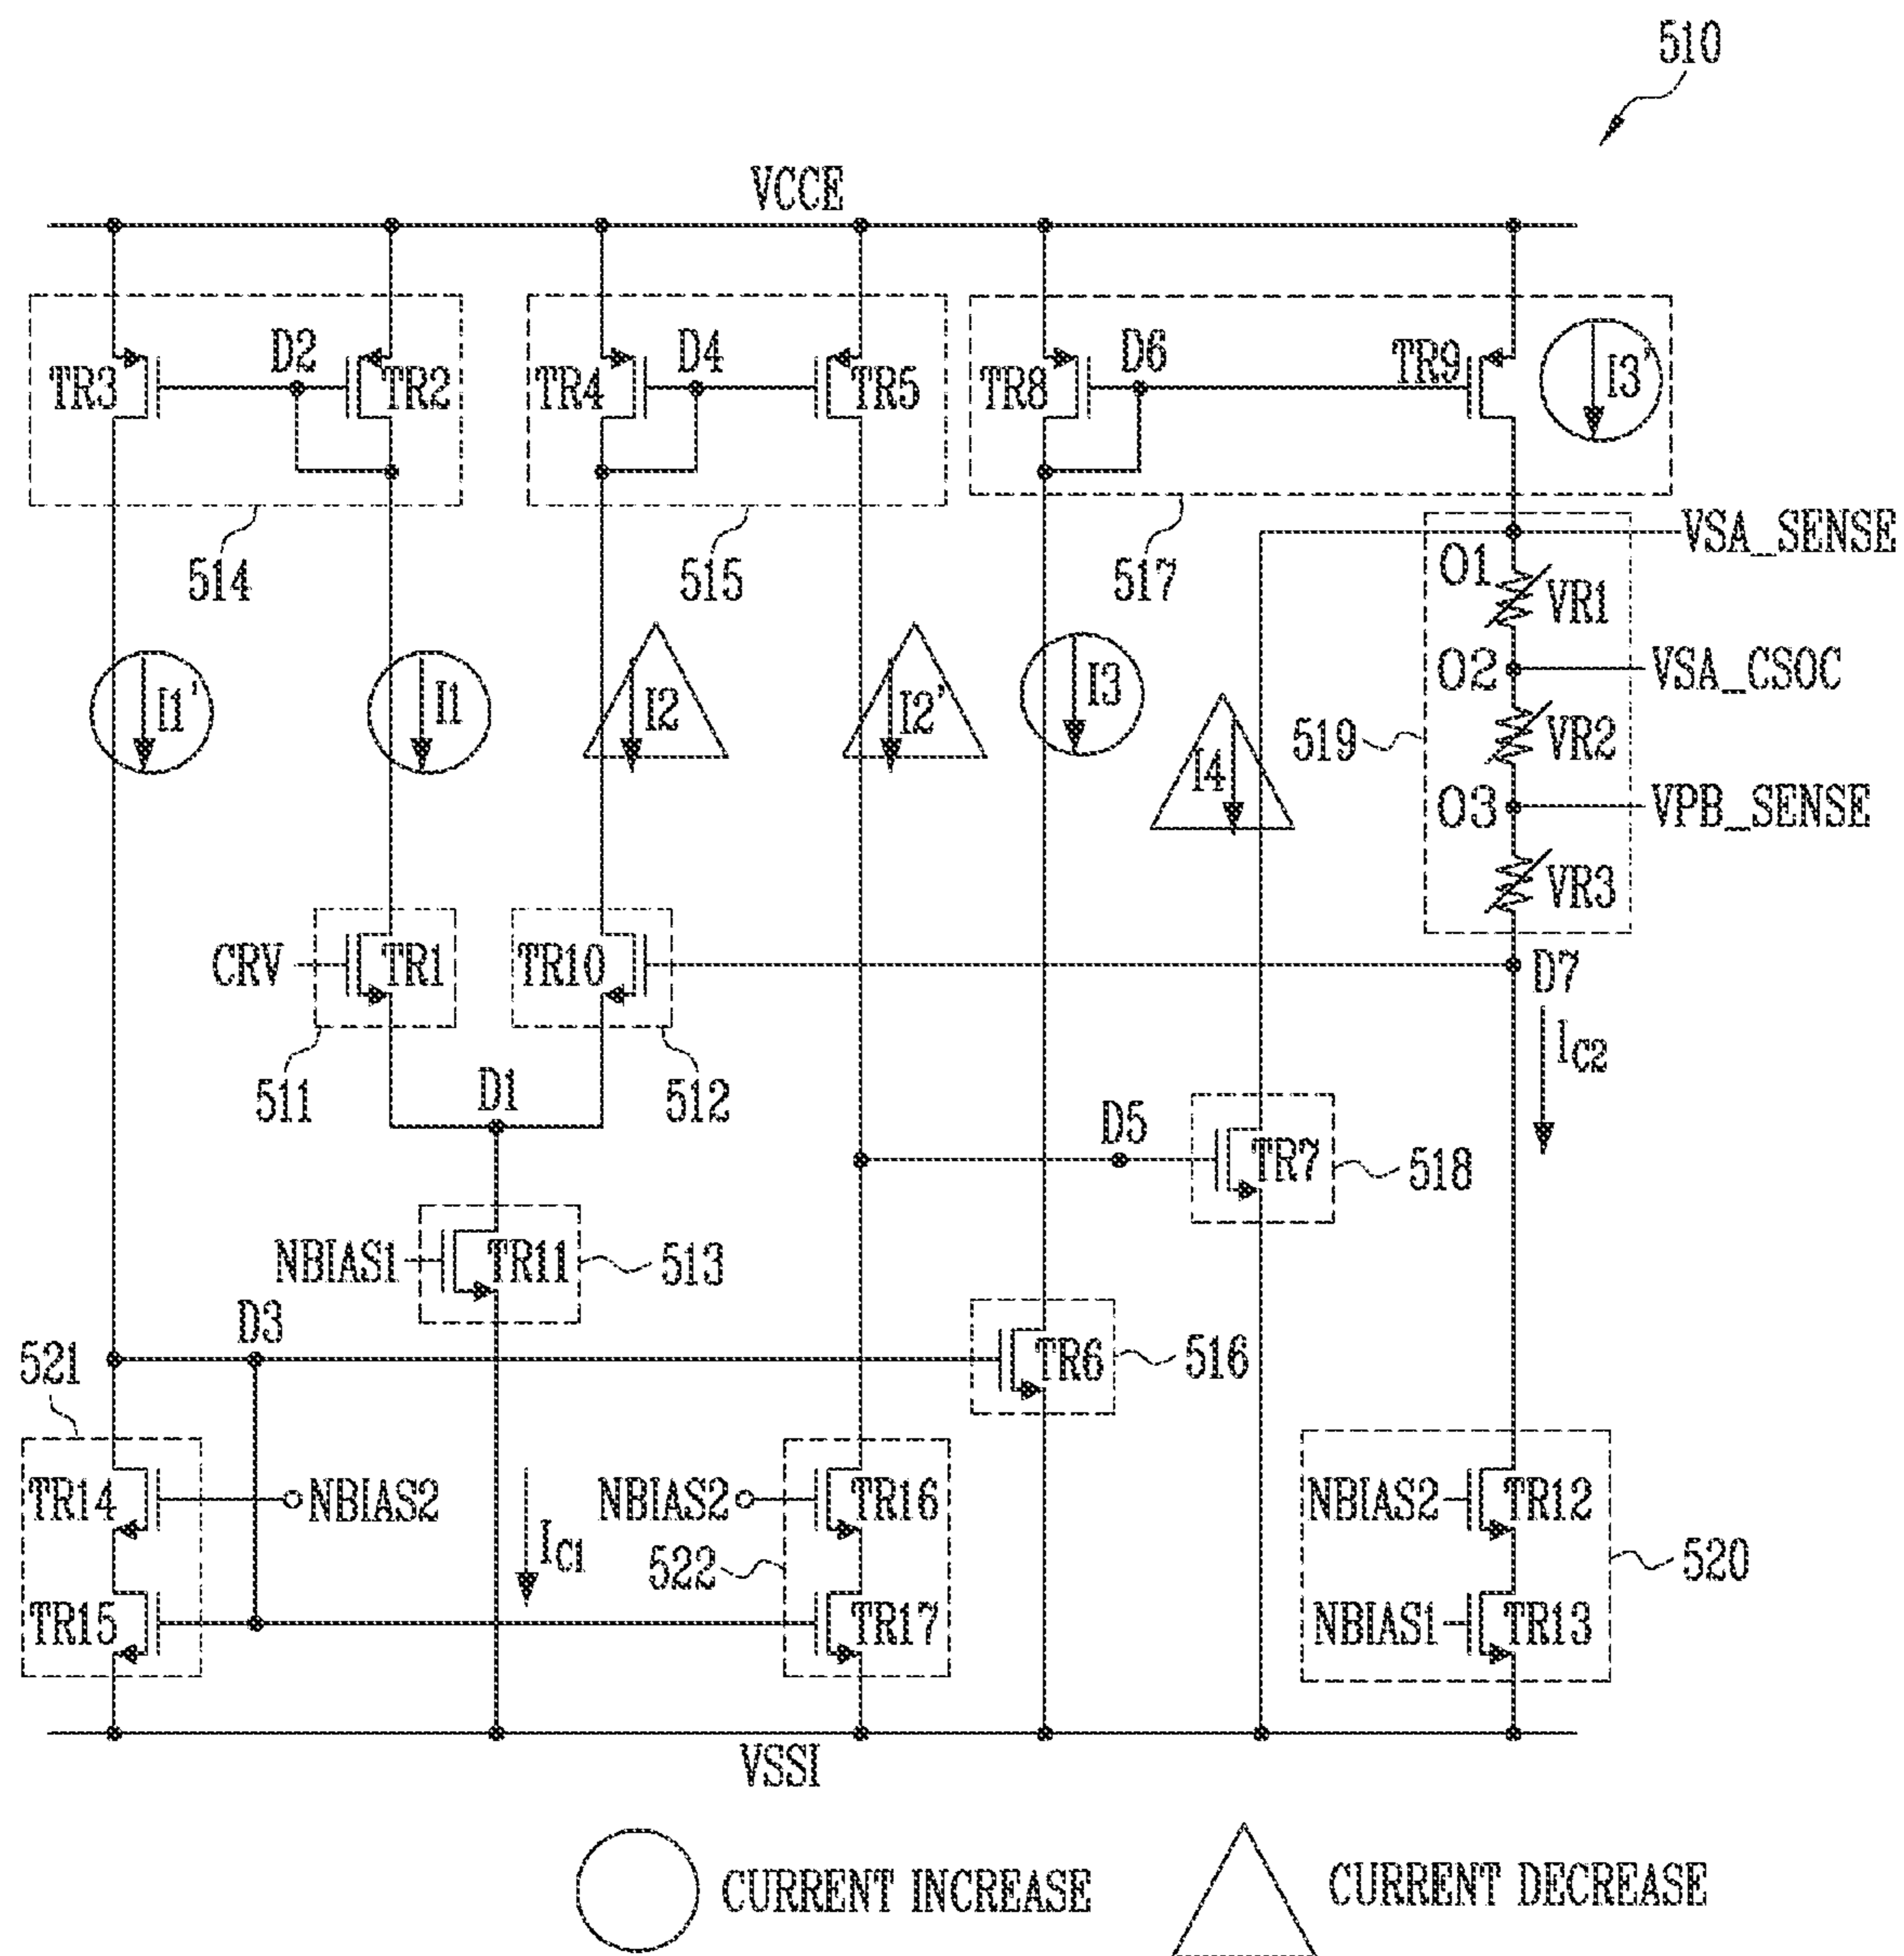 510
VCCE
TR3
D2
TR2
TR4
D4
TR5
TR8
D6
TR9
I3'
514
515
517
VSA_SENSE
O1
VR1
I1'
I1
I2
I2'
I3
I4
O2
VSA_CSOC
519
VR2
O3
VPB_SENSE
VR3
CRV
TR1
TR10
D7
IC2
511
D1
512
D5
TR7
518
NBIAS1
TR11
513
D3
521
TR6
516
TR14
NBIAS2
NBIAS2
TR16
NBIAS2
TR12
IC1
522
520
TR15
TR17
NBIAS1
TR13
VSSI
CURRENT INCREASE
CURRENT DECREASE